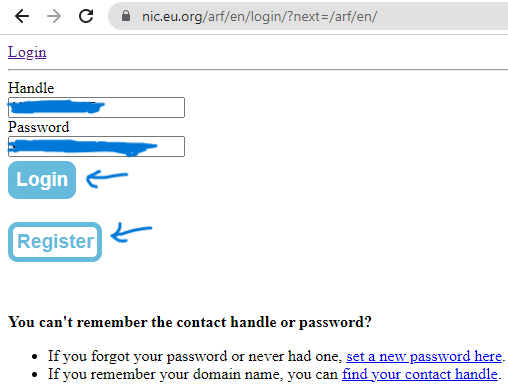 nic.eu.org/arf/en/login/?next=/arf/en/
Login
Handle
Password
Login
Register
You can't remember the contact handle or password?
• If you forgot your password or never had one, set a new password here.
• If you remember your domain name, you can find your contact handle.